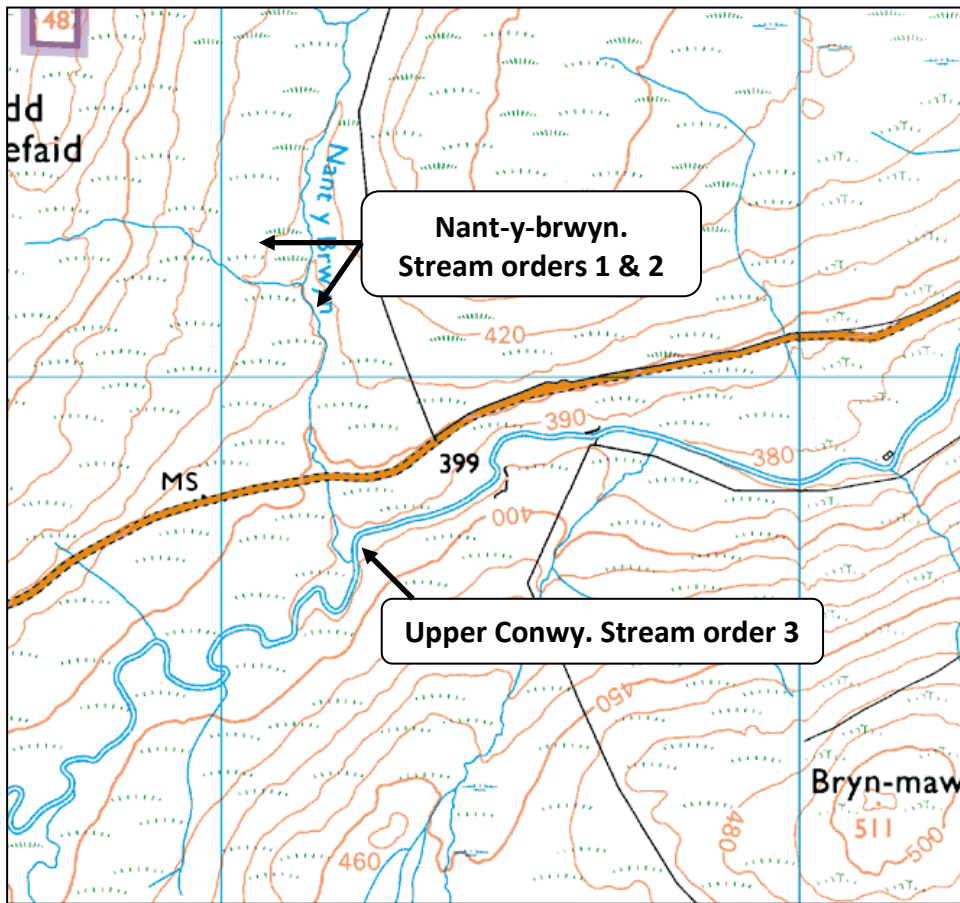 487
dd
efaid
Nant y Brwyn
Nant-y-brwyn.
Stream orders 1 & 2
420
390
399
380
MS
400
Upper Conwy. Stream order 3
450
Bryn-maw
511
460
480
500